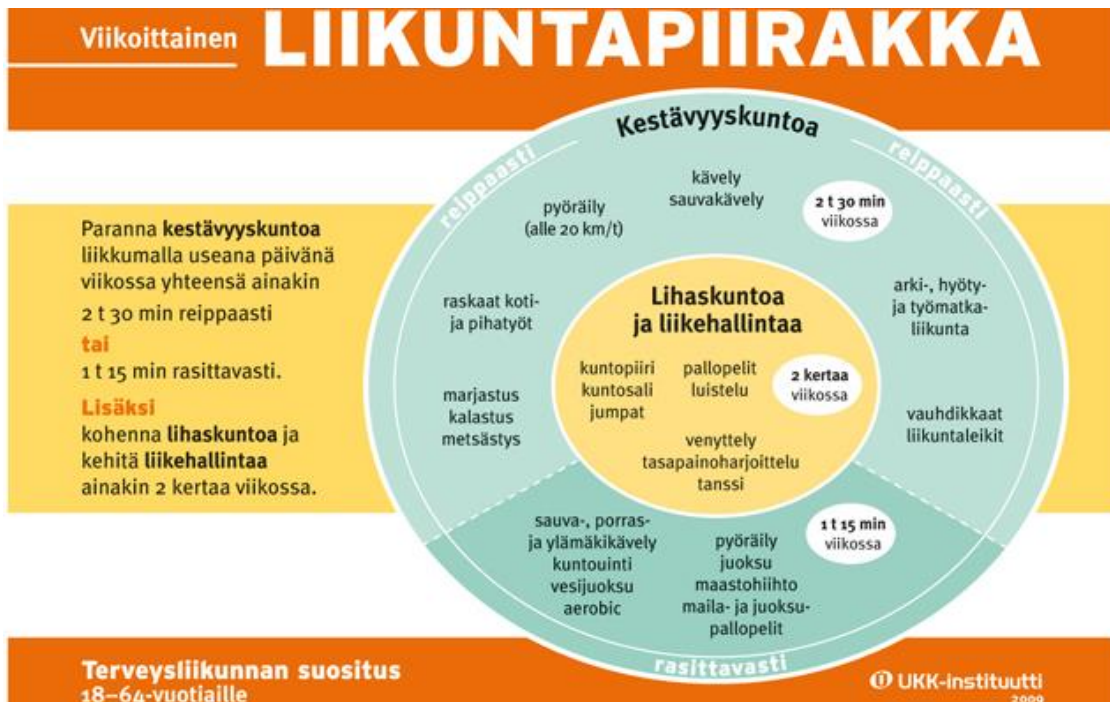 Viikoittainen LIIKUNTAPIIRAKKA
Paranna kestävyyskuntoa
liikkumalla useana päivänä
viikossa yhteensä ainakin
2 t 30 min reippaasti
tai
1 t 15 min rasittavasti.
Lisäksi
kohenna lihaskuntoa ja
kehitä liikehallintaa
ainakin 2 kertaa viikossa.
Kestävyyskuntoa
reippaasti
reippaasti
kävely
sauvakävely
2 t 30 min
viikossa
pyöräily
(alle 20 km/t)
raskaat koti-
ja pihatyöt
arki-, hyöty-
ja työmatka-
liikunta
marjastus
kalastus
metsästys
vauhdikkaat
liikuntaleikit
Lihaskuntoa
ja liikehallintaa
kuntopiiri
kuntosali
jumpat
pallopelit
luistelu
2 kertaa
viikossa
venyttely
tasapainoharjoittelu
tanssi
sauva-, porras-
ja ylämäkikävely
kuntouinti
vesijuoksu
aerobic
pyöräily
juoksu
maastohiihto
maila- ja juoksu-
pallopelit
1 t 15 min
viikossa
rasittavasti
Terveysliikunnan suositus
18–64-vuotiaille
UKK-instituutti
2009